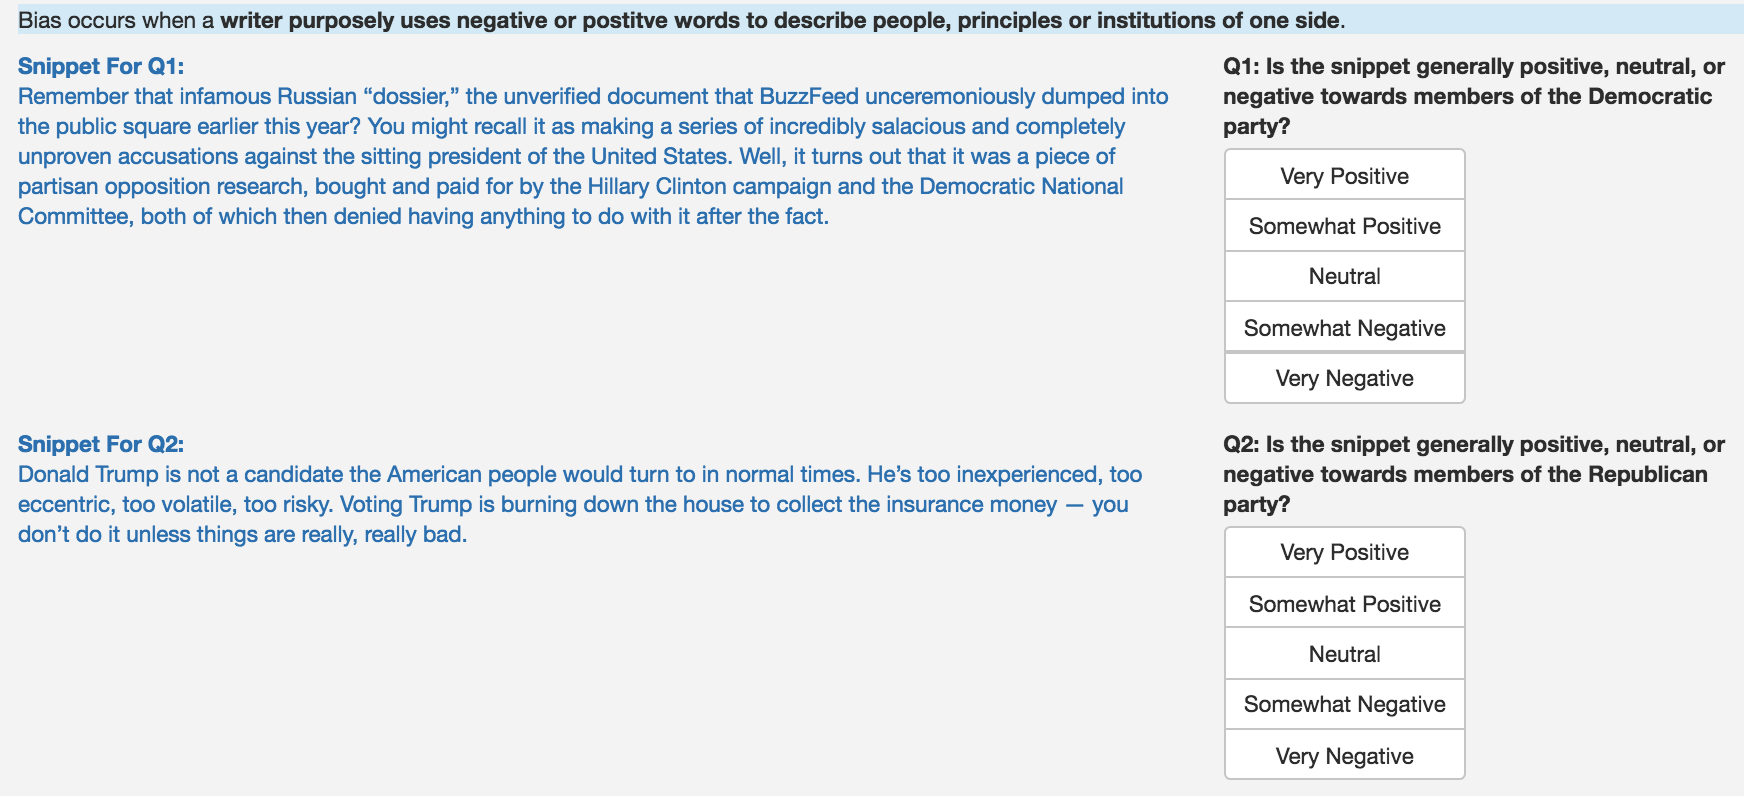 Bias occurs when a writer purposely uses negative or postitve words to describe people, principles or institutions of one side.
Snippet For Q1:
Remember that infamous Russian “dossier,” the unverified document that BuzzFeed unceremoniously dumped into
the public square earlier this year? You might recall it as making a series of incredibly salacious and completely
unproven accusations against the sitting president of the United States. Well, it turns out that it was a piece of
partisan opposition research, bought and paid for by the Hillary Clinton campaign and the Democratic National
Committee, both of which then denied having anything to do with it after the fact.
Q1: Is the snippet generally positive, neutral, or
negative towards members of the Democratic
party?
Very Positive
Somewhat Positive
Neutral
Somewhat Negative
Very Negative
Snippet For Q2:
Donald Trump is not a candidate the American people would turn to in normal times. He’s too inexperienced, too
eccentric, too volatile, too risky. Voting Trump is burning down the house to collect the insurance money — you
don’t do it unless things are really, really bad.
Q2: Is the snippet generally positive, neutral, or
negative towards members of the Republican
party?
Very Positive
Somewhat Positive
Neutral
Somewhat Negative
Very Negative